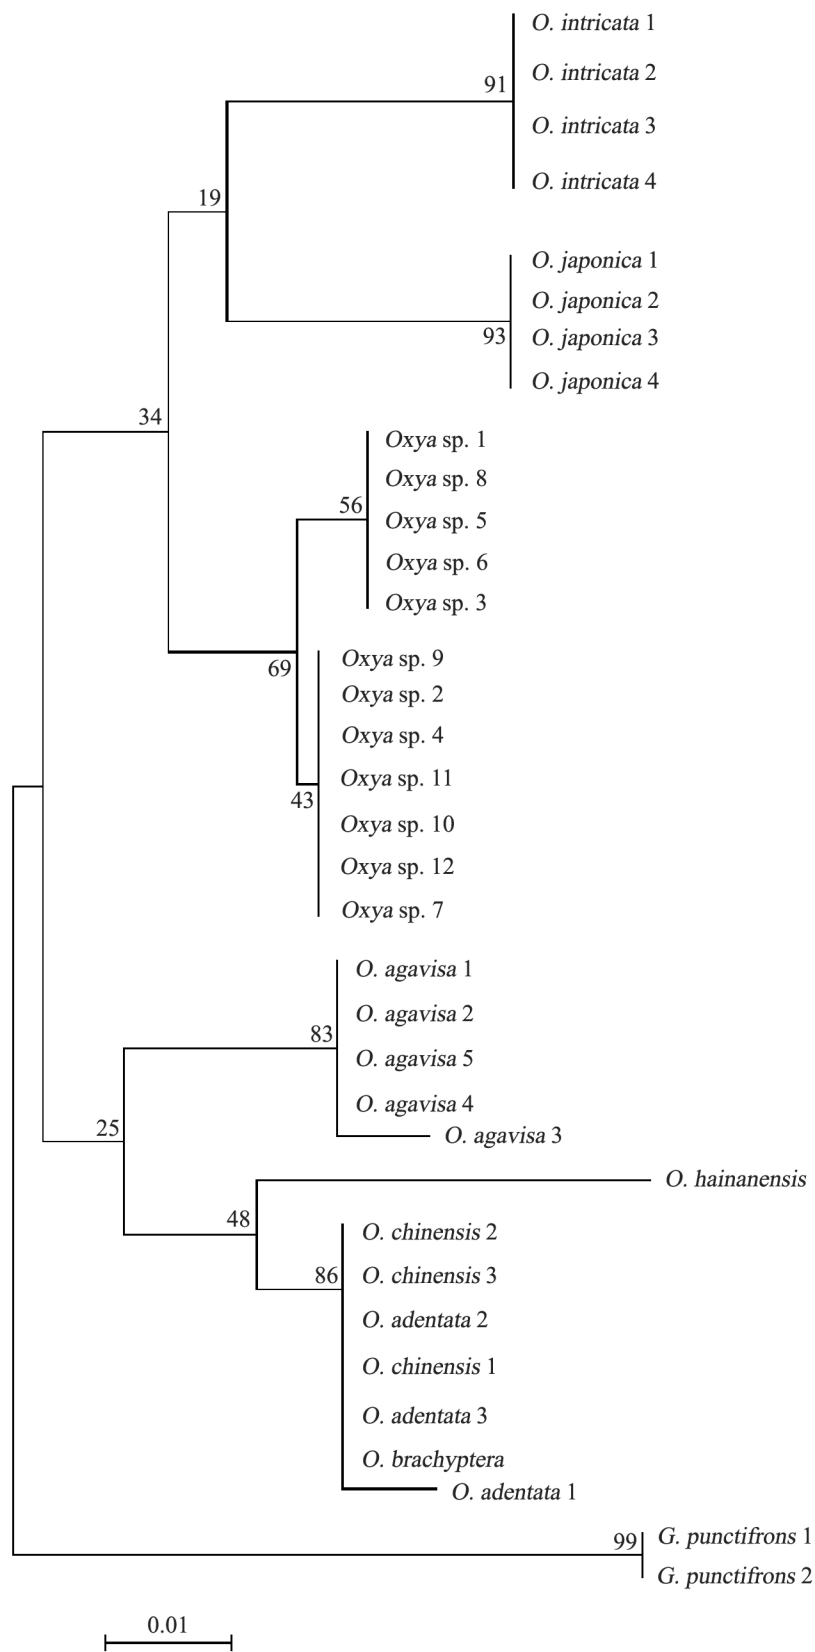 O. intricata 1
O. intricata 2
91
O. intricata 3
O. intricata 4
19
O. japonica 1
O. japonica 2
93
O. japonica 3
O. japonica 4
34
Oxya sp. 1
Oxya sp. 8
56
Oxya sp. 5
Oxya sp. 6
Oxya sp. 3
69
Oxya sp. 9
Oxya sp. 2
Oxya sp. 4
Oxya sp. 11
43
Oxya sp. 10
Oxya sp. 12
Oxya sp. 7
O. agavisa 1
O. agavisa 2
83
O. agavisa 5
O. agavisa 4
O. agavisa 3
25
O. hainanensis
48
O. chinensis 2
86
O. chinensis 3
O. adentata 2
O. chinensis 1
O. adentata 3
O. brachyptera
O. adentata 1
99
G. punctifrons 1
G. punctifrons 2
0.01